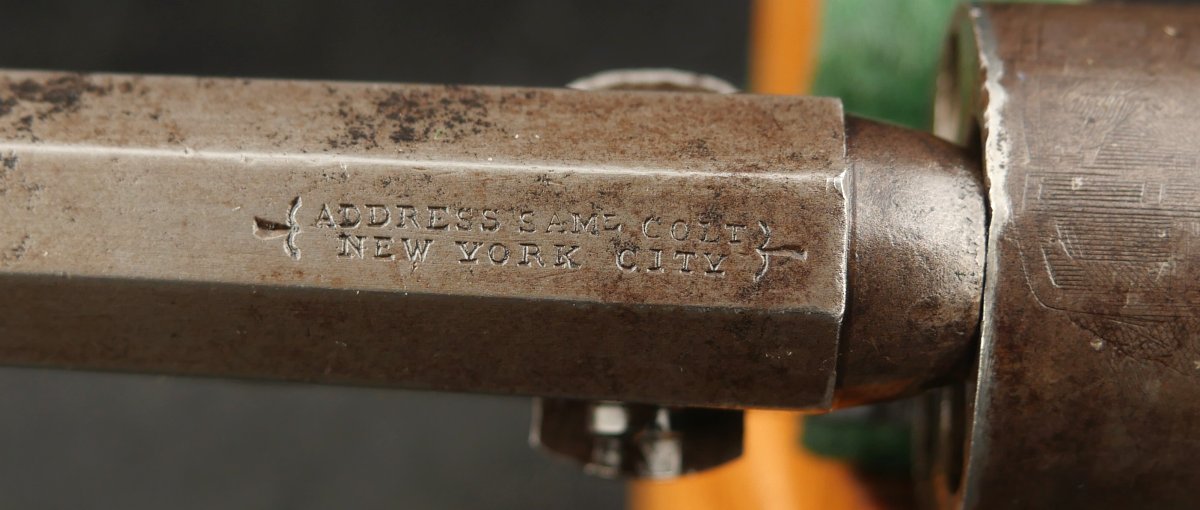 ADDRESS SAML COLT
NEW YORK CITY